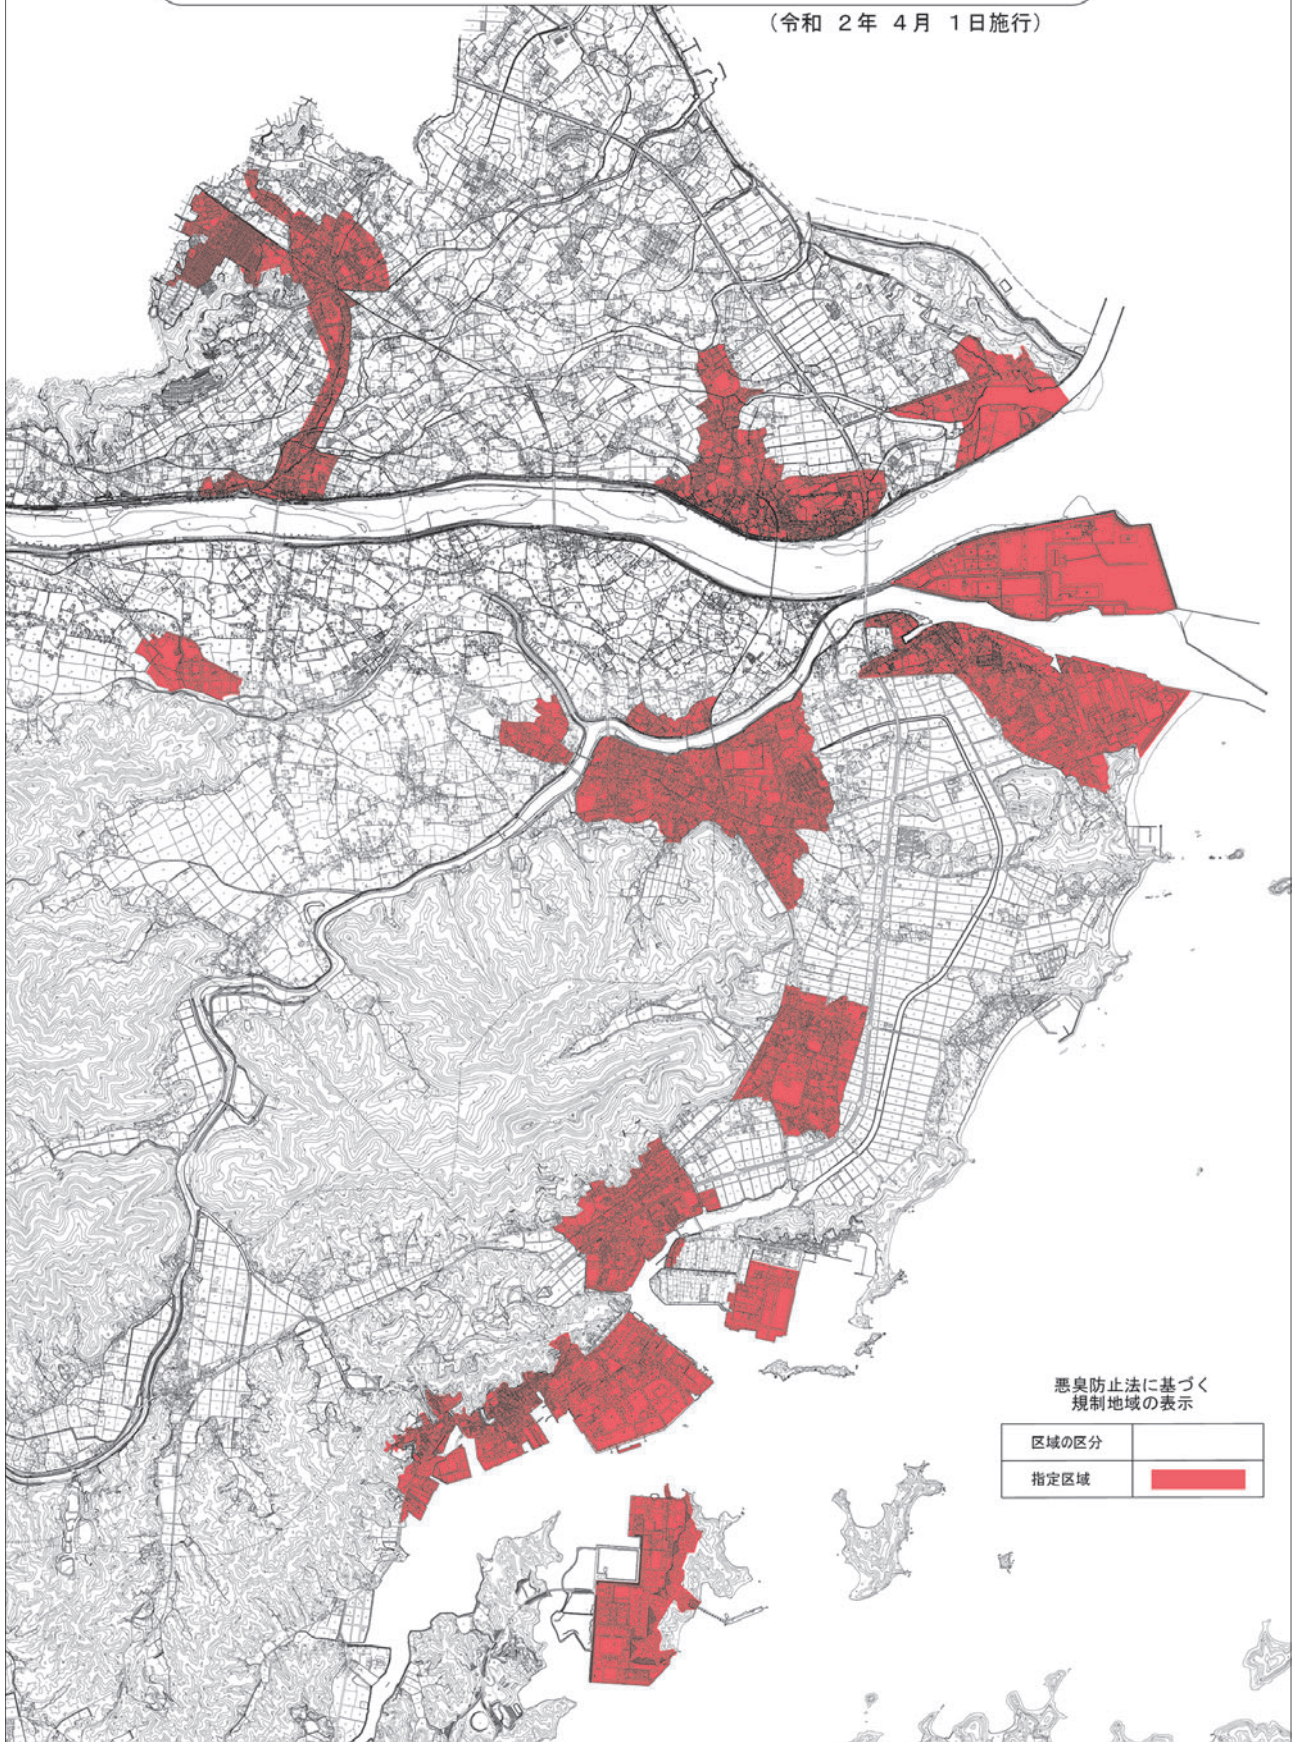 (令和 2年 4月 1日施行)
悪臭防止法に基づく
規制地域の表示
区域の区分
指定区域